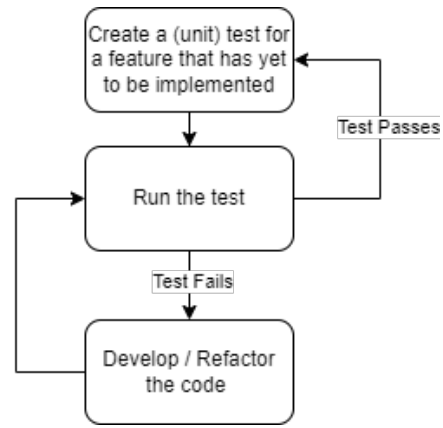 Create a (unit) test for
a feature that has yet
to be implemented
Test Passes
Run the test
Test Fails
Develop / Refactor
the code